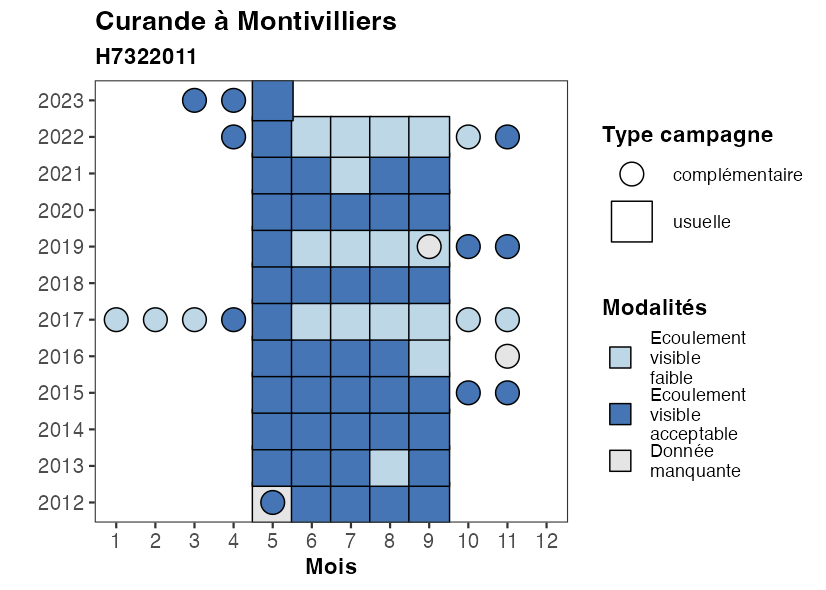 Curande à Montivilliers
H7322011
2023
2022
2021
2020
2019
2018
2017
2016
2015
2014
2013
2012
1 2 3 4 5 6 7 8 9 10 11 12
Mois
Type campagne
complémentaire
usuelle
Modalités
Ecoulement
visible
faible
Ecoulement
visible
acceptable
Donnée
manquante